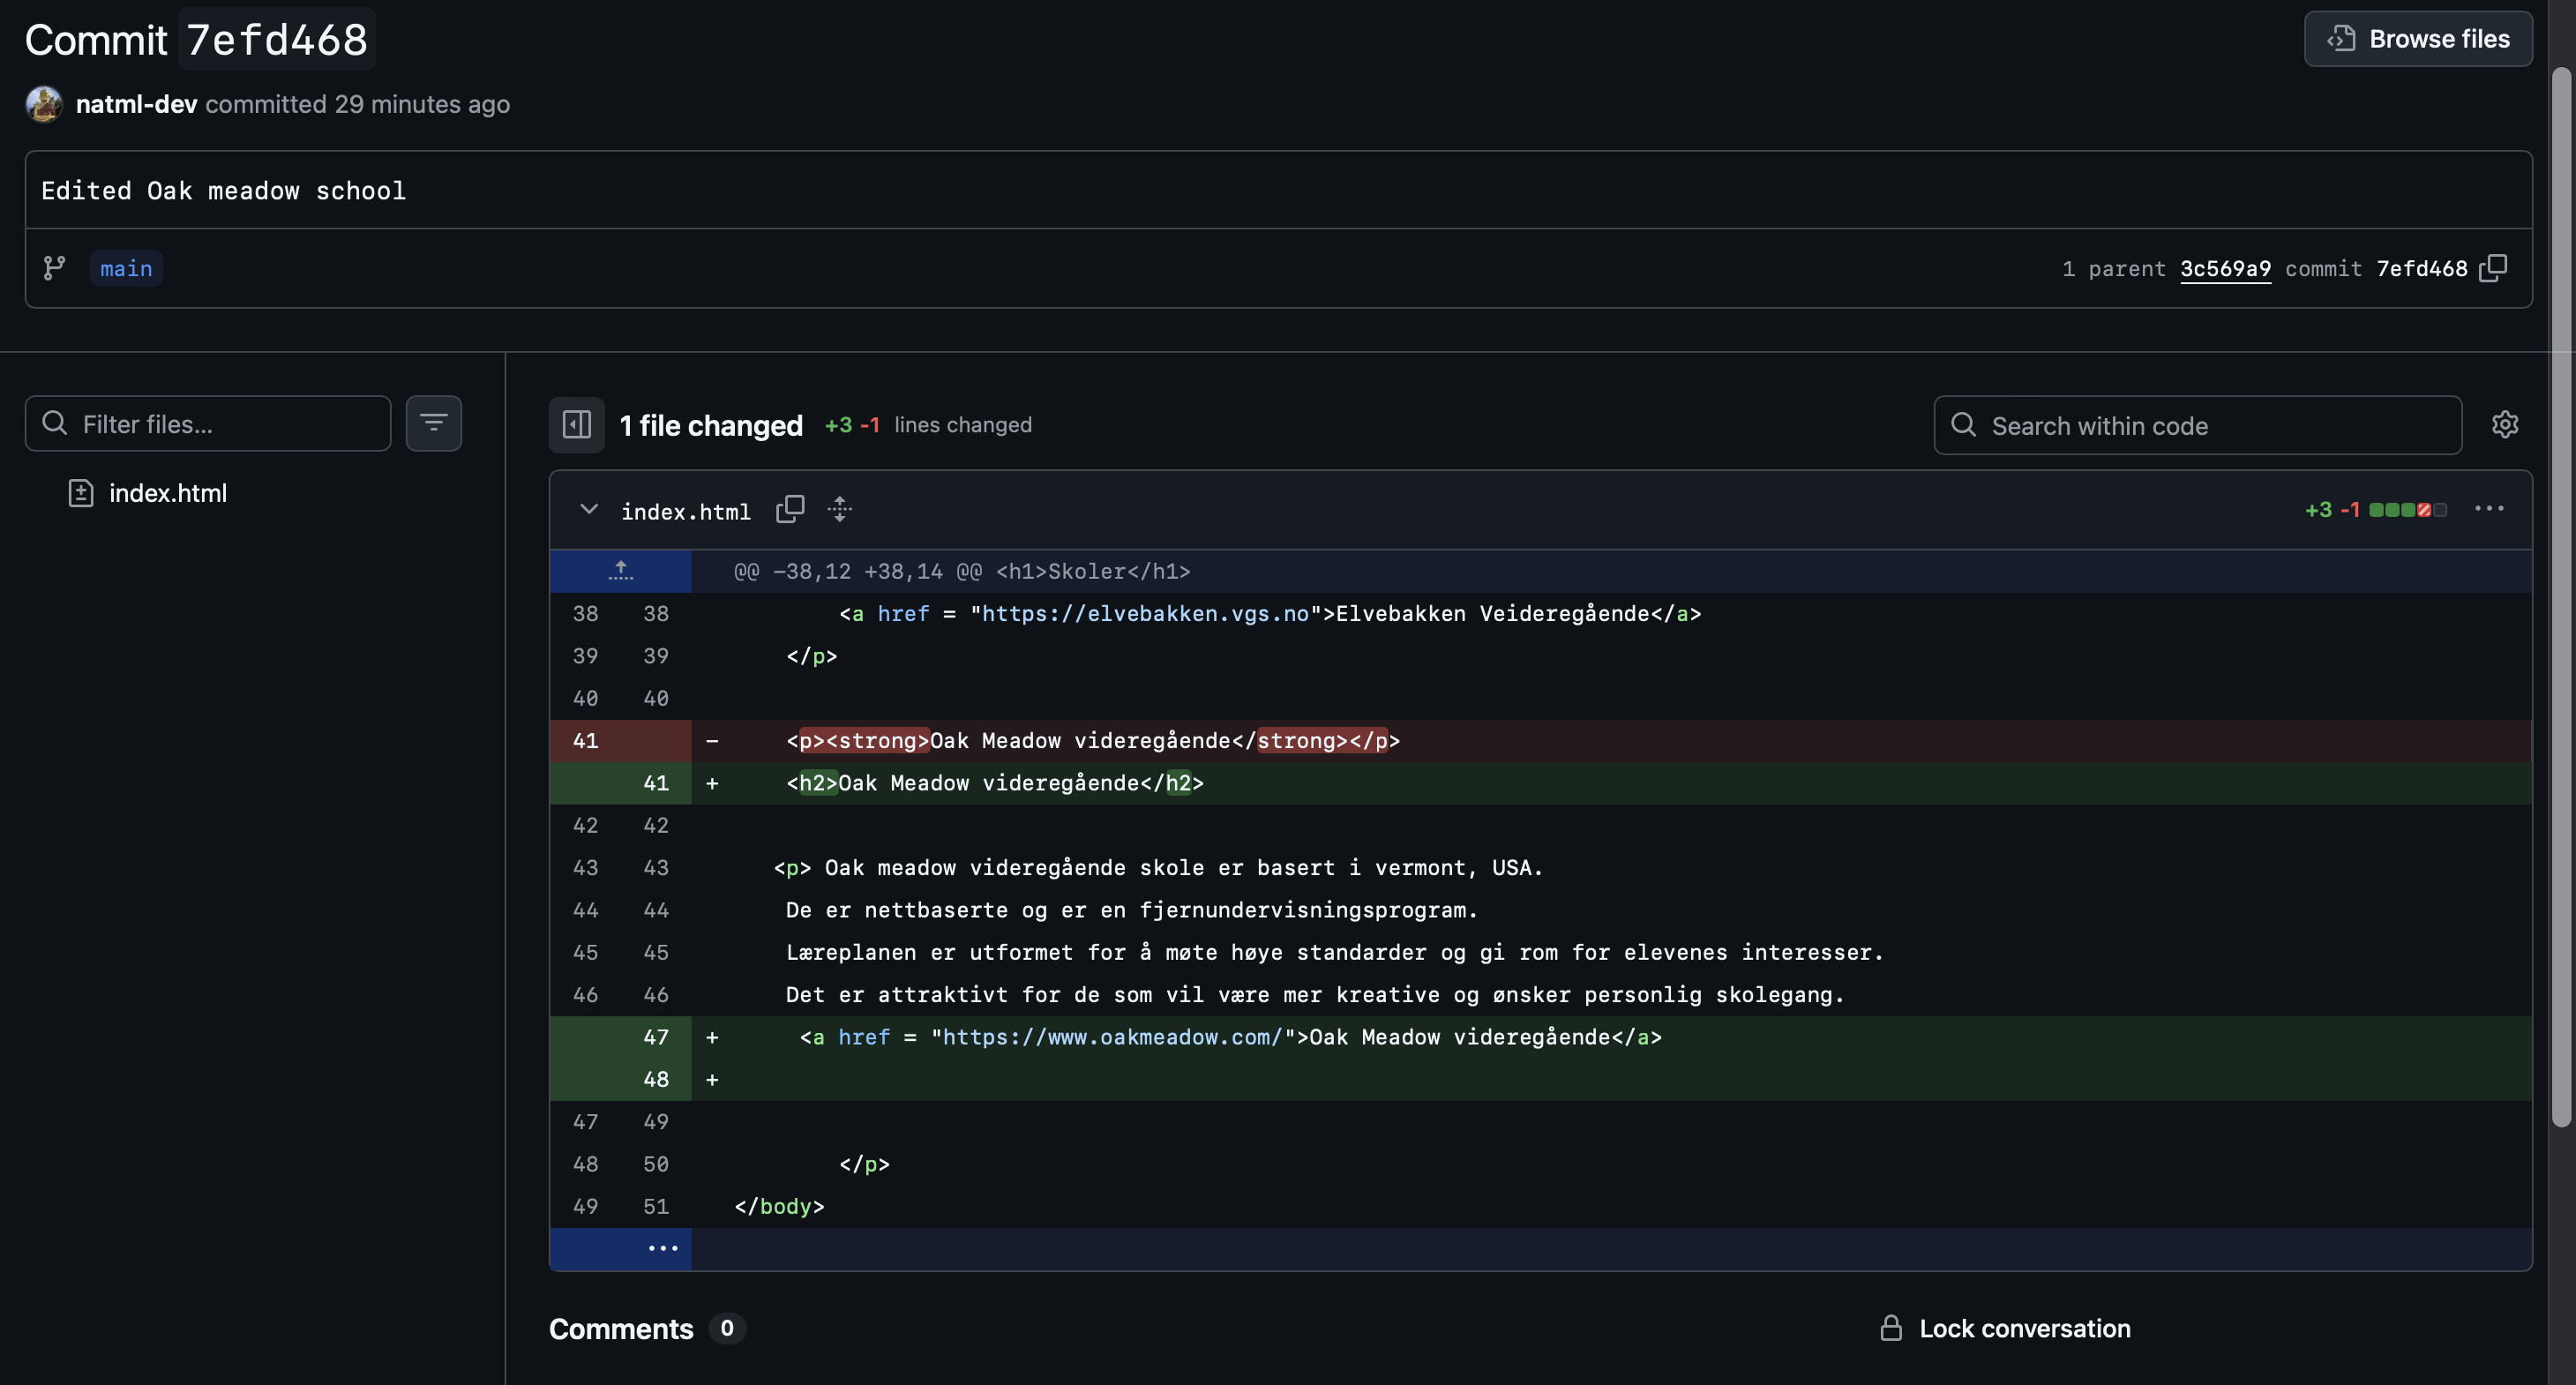 Commit 7efd468
Browse files
natml-dev committed 29 minutes ago
Edited Oak meadow school
main
1 parent 3c569a9 commit 7efd468
Filter files...
index.html
1 file changed +3 -1 lines changed
Search within code
index.html
+3 -1
@@ -38,12 +38,14 @@ <h1>Skoler</h1>
38 38 <a href = "https://elvebakken.vgs.no">Elvebakken Veideregående</a>
39 39 </p>
40 40
41 - <p><strong>Oak Meadow videregående</strong></p>
41 + <h2>Oak Meadow videregående</h2>
42 42
43 43 <p> Oak meadow videregående skole er basert i vermont, USA.
44 44 De er nettbaserte og er en fjernundervisningsprogram.
45 45 Læreplanen er utformet for å møte høye standarder og gi rom for elevenes interesser.
46 46 Det er attraktivt for de som vil være mer kreative og ønsker personlig skolegang.
47 + <a href = "https://www.oakmeadow.com/">Oak Meadow videregående</a>
48 +
47 49
48 50 </p>
49 51 </body>
Comments 0
Lock conversation